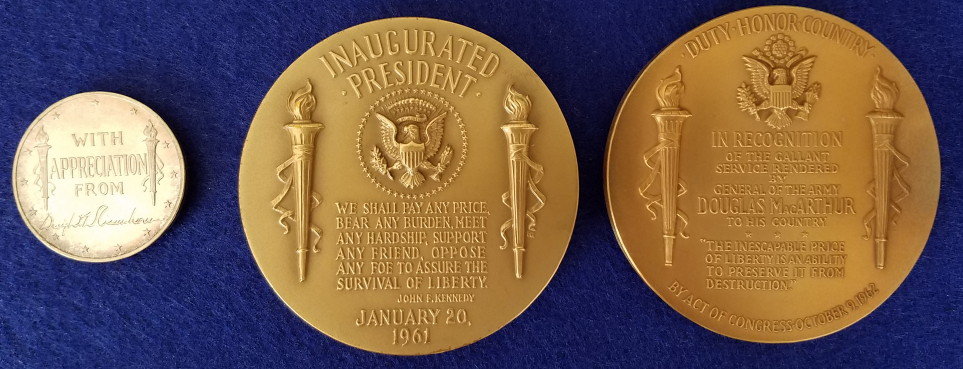 WITH
APPRECIATION
FROM
Dwight D. Eisenhower
INAUGURATED
·PRESIDENT·
WE SHALL PAY ANY PRICE,
BEAR ANY BURDEN, MEET
ANY HARDSHIP, SUPPORT
ANY FRIEND, OPPOSE
ANY FOE TO ASSURE THE
SURVIVAL OF LIBERTY.
JOHN F. KENNEDY
JANUARY 20,
1961
·DUTY·HONOR·COUNTRY·
IN RECOGNITION
OF THE GALLANT
SERVICE RENDERED
BY
GENERAL OF THE ARMY
DOUGLAS MACARTHUR
TO HIS COUNTRY
"THE INESCAPABLE PRICE
OF LIBERTY IS AN ABILITY
TO PRESERVE IT FROM
DESTRUCTION."
BY ACT OF CONGRESS OCTOBER 9, 1962